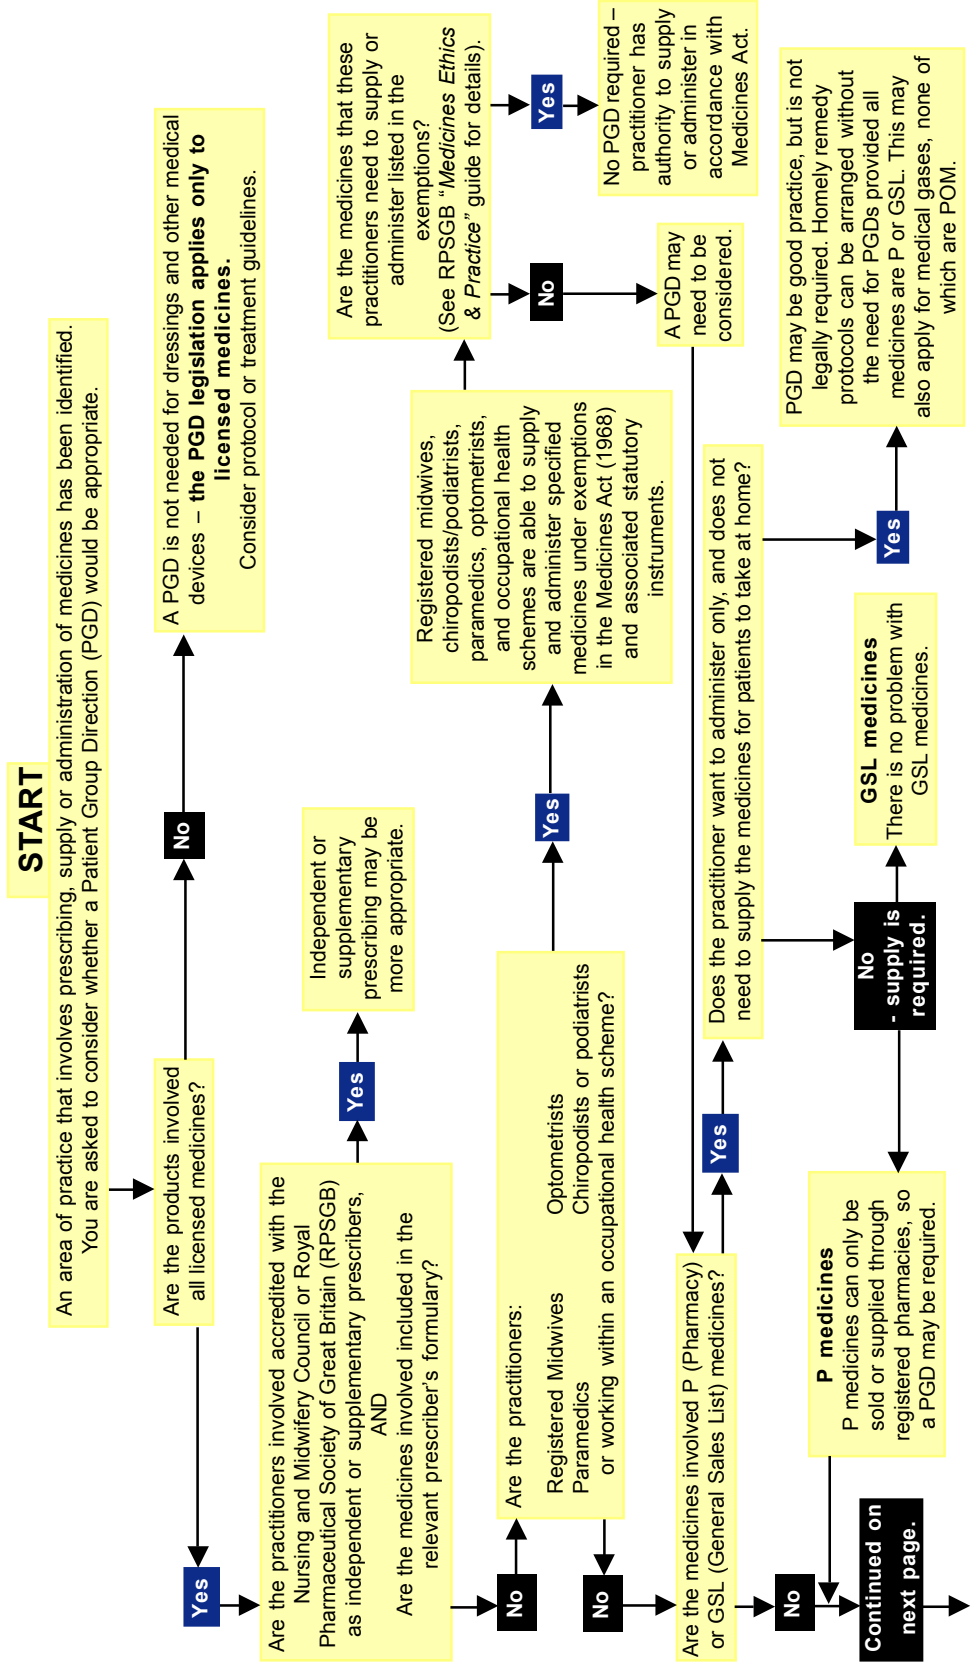 START
An area of practice that involves prescribing, supply or administration of medicines has been identified.
You are asked to consider whether a Patient Group Direction (PGD) would be appropriate.
Are the products involved
all licensed medicines?
No
A PGD is not needed for dressings and other medical
devices – the PGD legislation applies only to
licensed medicines.
Consider protocol or treatment guidelines.
Yes
Are the practitioners involved accredited with the
Nursing and Midwifery Council or Royal
Pharmaceutical Society of Great Britain (RPSGB)
as independent or supplementary prescribers,
AND
Are the medicines involved included in the
relevant prescriber's formulary?
Yes
Independent or
supplementary
prescribing may be
more appropriate.
No
Are the practitioners:
Registered Midwives Optometrists
Paramedics Chiropodists or podiatrists
or working within an occupational health scheme?
Yes
Registered midwives,
chiropodists/podiatrists,
paramedics, optometrists,
and occupational health
schemes are able to supply
and administer specified
medicines under exemptions
in the Medicines Act (1968)
and associated statutory
instruments.
Are the medicines that these
practitioners need to supply or
administer listed in the
exemptions?
(See RPSGB "Medicines Ethics
& Practice" guide for details).
Yes
No PGD required –
practitioner has
authority to supply
or administer in
accordance with
Medicines Act.
No
A PGD may
need to be
considered.
No
Are the medicines involved P (Pharmacy)
or GSL (General Sales List) medicines?
Yes
Does the practitioner want to administer only, and does not
need to supply the medicines for patients to take at home?
Yes
PGD may be good practice, but is not
legally required. Homely remedy
protocols can be arranged without
the need for PGDs provided all
medicines are P or GSL. This may
also apply for medical gases, none of
which are POM.
No
- supply is
required.
GSL medicines
There is no problem with
GSL medicines.
P medicines
P medicines can only be
sold or supplied through
registered pharmacies, so
a PGD may be required.
No
Continued on
next page.